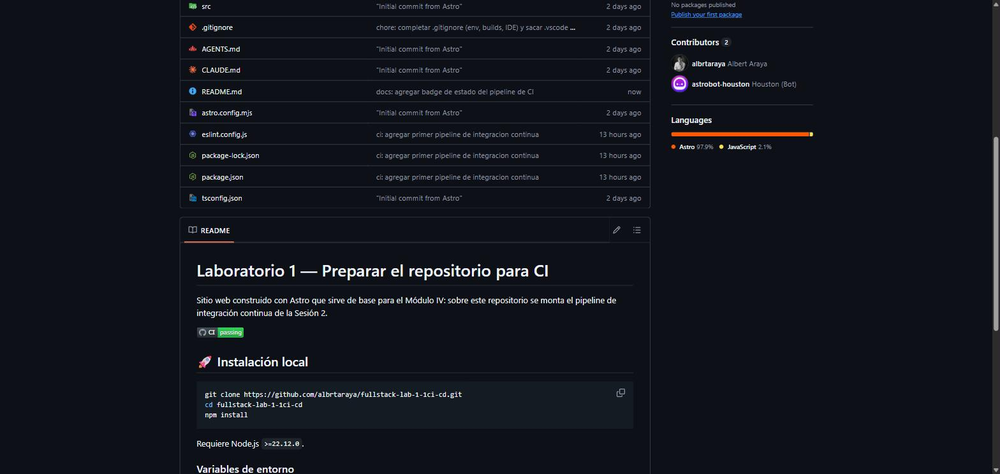 src "Initial commit from Astro" 2 days ago
.gitignore chore: completar .gitignore (env, builds, IDE) y sacar .vscode ... 2 days ago
AGENTS.md "Initial commit from Astro" 2 days ago
CLAUDE.md "Initial commit from Astro" 2 days ago
README.md docs: agregar badge de estado del pipeline de CI now
astro.config.mjs "Initial commit from Astro" 2 days ago
eslint.config.js ci: agregar primer pipeline de integracion continua 13 hours ago
package-lock.json ci: agregar primer pipeline de integracion continua 13 hours ago
package.json ci: agregar primer pipeline de integracion continua 13 hours ago
tsconfig.json "Initial commit from Astro" 2 days ago
README
Laboratorio 1 — Preparar el repositorio para CI
Sitio web construido con Astro que sirve de base para el Módulo IV: sobre este repositorio se monta el pipeline de
integración continua de la Sesión 2.
CI passing
🚀 Instalación local
git clone https://github.com/albrtaraya/fullstack-lab-1-1ci-cd.git
cd fullstack-lab-1-1ci-cd
npm install
Requiere Node.js >=22.12.0.
Variables de entorno
No packages published
Publish your first package
Contributors 2
albrtaraya Albert Araya
astrobot-houston Houston (Bot)
Languages
Astro 97.9% JavaScript 2.1%